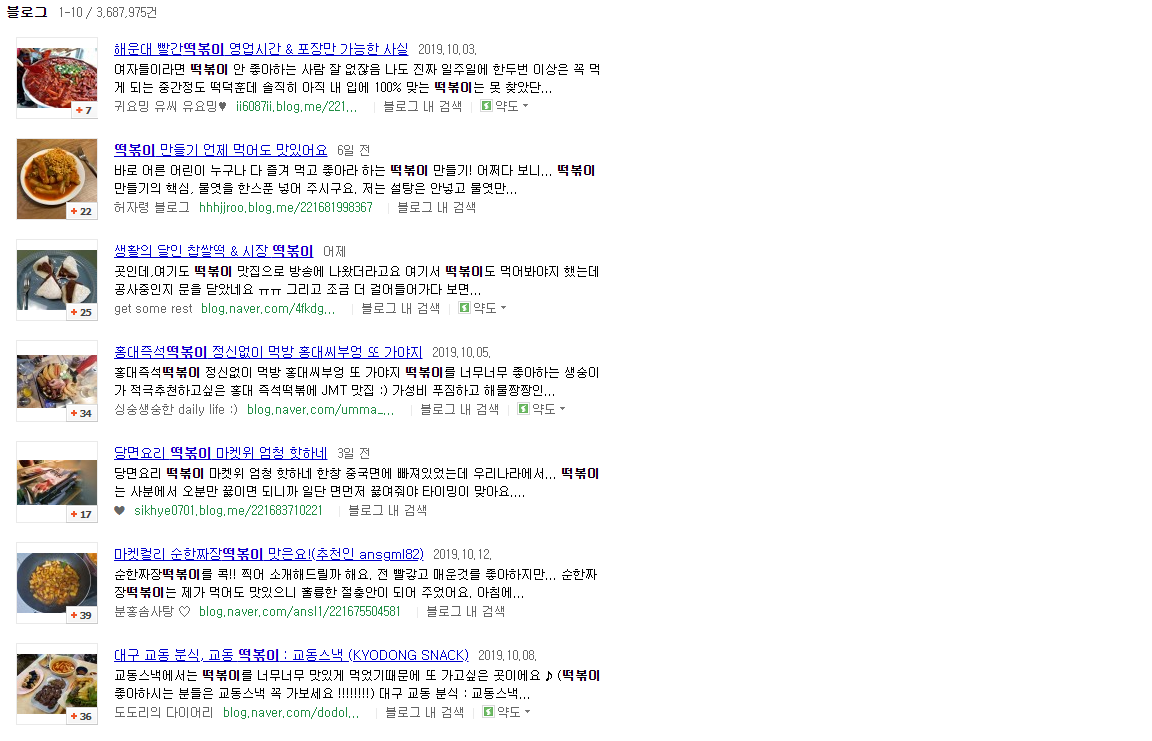 블로그 1-10 / 3,687,975건
해운대 빨간떡볶이 영업시간 & 포장만 가능한 사실 2019.10.03.
여자들이라면 떡볶이 안 좋아하는 사람 잘 없잖음 나도 진짜 일주일에 한두번 이상은 꼭 먹
게 되는 중간정도 떡덕훈데 솔직히 아직 내 입에 100% 맞는 떡볶이는 못 찾았단...
귀요밍 유씨 유요밍♥ ii6087ii.blog.me/221... 블로그 내 검색 약도
+ 7
떡볶이 만들기 언제 먹어도 맛있어요 6일 전
바로 어른 어린이 누구나 다 즐겨 먹고 좋아라 하는 떡볶이 만들기! 어쩌다 보니... 떡볶이
만들기의 핵심, 물엿을 한스푼 넣어 주시구요. 저는 설탕은 안넣고 물엿만...
허자령 블로그 hhhjjroo.blog.me/221681998367 블로그 내 검색
+ 22
생활의 달인 찹쌀떡 & 시장 떡볶이 어제
곳인데,여기도 떡볶이 맛집으로 방송에 나왔더라고요 여기서 떡볶이도 먹어봐야지 했는데
공사중인지 문을 닫았네요 ㅠㅠ 그리고 조금 더 걸어들어가다 보면...
get some rest blog.naver.com/4fkdg... 블로그 내 검색 약도
+ 25
홍대즉석떡볶이 정신없이 먹방 홍대씨부엉 또 가야지 2019.10.05.
홍대즉석떡볶이 정신없이 먹방 홍대씨부엉 또 가야지 떡볶이를 너무너무 좋아하는 생숭이
가 적극추천하고싶은 홍대 즉석떡볶에 JMT 맛집 :) 가성비 푸짐하고 해물짱짱인...
싱숭생숭한 daily life :) blog.naver.com/umma_... 블로그 내 검색 약도
+ 34
당면요리 떡볶이 마켓위 엄청 핫하네 3일 전
당면요리 떡볶이 마켓위 엄청 핫하네 한창 중국면에 빠져있었는데 우리나라에서... 떡볶이
는 사분에서 오분만 끓이면 되니까 일단 면먼저 끓여줘야 타이밍이 맞아요....
♥ sikhye0701.blog.me/221683710221 블로그 내 검색
+ 17
마켓컬리 순한짜장떡볶이 맛은요!(추천인 ansgml82) 2019.10.12.
순한짜장떡볶이를 콕!! 찍어 소개해드릴까 해요. 전 빨갛고 매운것를 좋아하지만... 순한짜
장떡볶이는 제가 먹어도 맛있으니 훌륭한 절충안이 되어 주었어요. 아침에...
분홍솜사탕 ♡ blog.naver.com/ansl1/221675504581 블로그 내 검색
+ 39
대구 교동 분식, 교동 떡볶이 : 교동스낵 (KYODONG SNACK) 2019.10.08.
교동스낵에서는 떡볶이를 너무너무 맛있게 먹었기때문에 또 가고싶은 곳이에요 ♪ (떡볶이
좋아하시는 분들은 교동스낵 꼭 가보세요 !!!!!!!!) 대구 교동 분식 : 교동스낵...
도도리의 다이어리 blog.naver.com/dodol... 블로그 내 검색 약도
+ 36